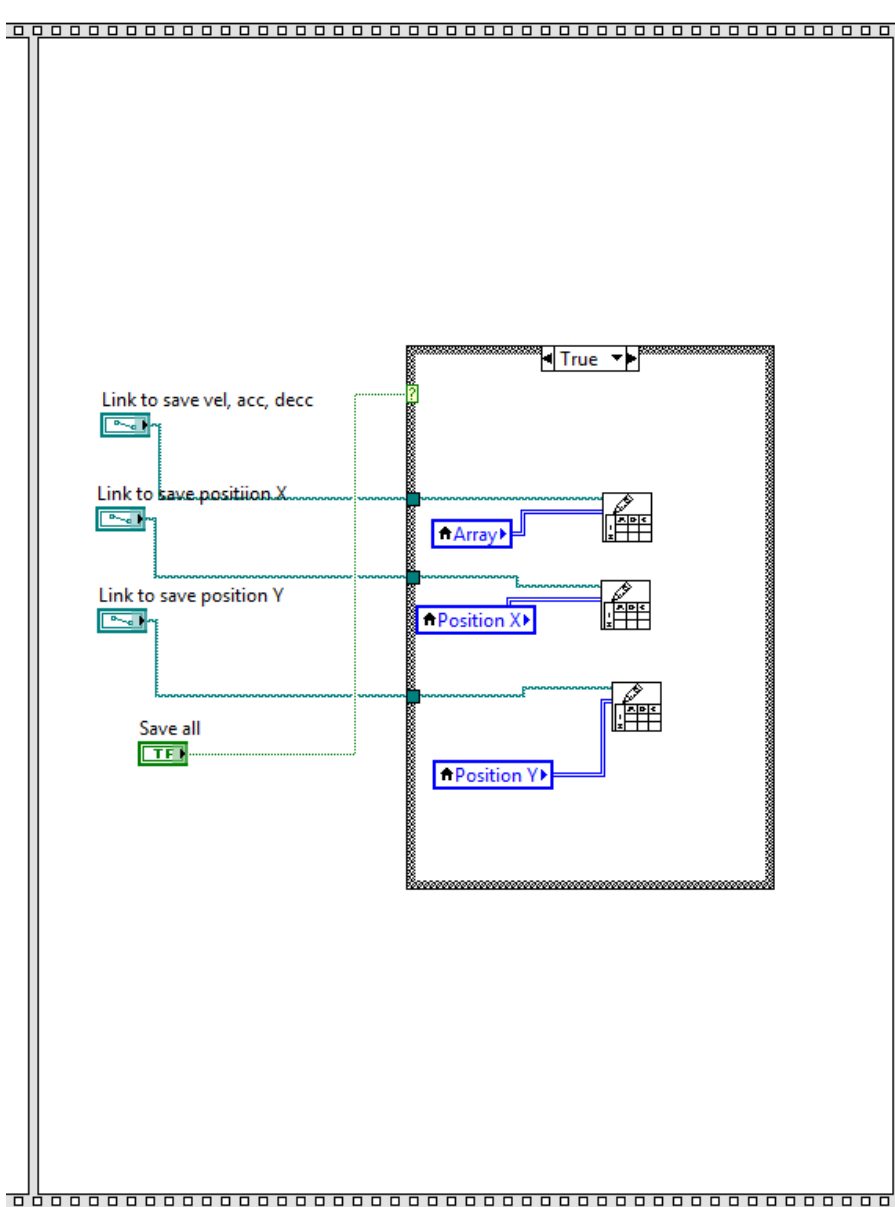 True
?
Link to save vel, acc, decc
Link to save positiion X
Array
Link to save position Y
Position X
Save all
TF
Position Y